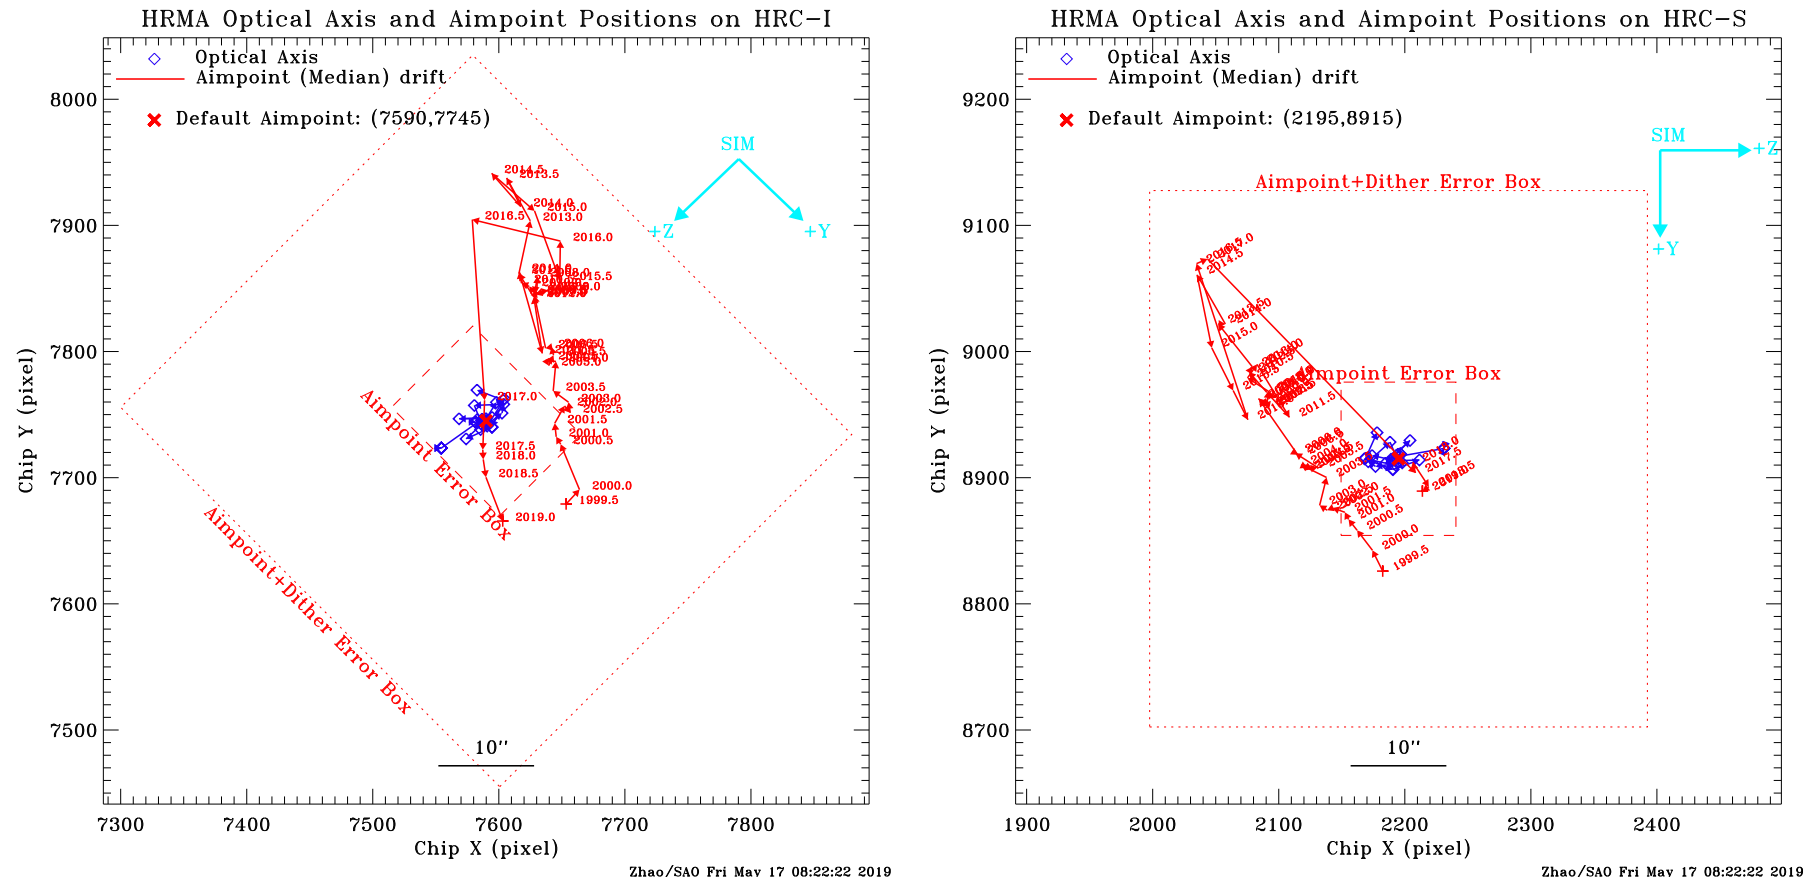 HRMA Optical Axis and Aimpoint Positions on HRC-I
Optical Axis
Aimpoint (Median) drift
Default Aimpoint: (7590,7745)
SIM
+Z
+Y
2014.5
2013.5
2014.0
2015.0
2013.0
2016.5
2016.0
2015.5
2003.5
2003.0
2002.5
2001.5
2001.0
2000.5
2000.0
1999.5
2017.0
2017.5
2018.0
2018.5
2019.0
Aimpoint Error Box
Aimpoint+Dither Error Box
10''
8000
7900
7800
7700
7600
7500
Chip Y (pixel)
7300 7400 7500 7600 7700 7800
Chip X (pixel)
Zhao/SAO Fri May 17 08:22:22 2019
HRMA Optical Axis and Aimpoint Positions on HRC-S
Optical Axis
Aimpoint (Median) drift
Default Aimpoint: (2195,8915)
SIM
+Z
+Y
Aimpoint+Dither Error Box
2017.0
2014.5
2013.5
2014.0
2015.0
2011.5
Aimpoint Error Box
2017.5
2003.0
2001.5
2001.0
2000.5
2000.0
1999.5
10''
9200
9100
9000
8900
8800
8700
Chip Y (pixel)
1900 2000 2100 2200 2300 2400
Chip X (pixel)
Zhao/SAO Fri May 17 08:22:22 2019